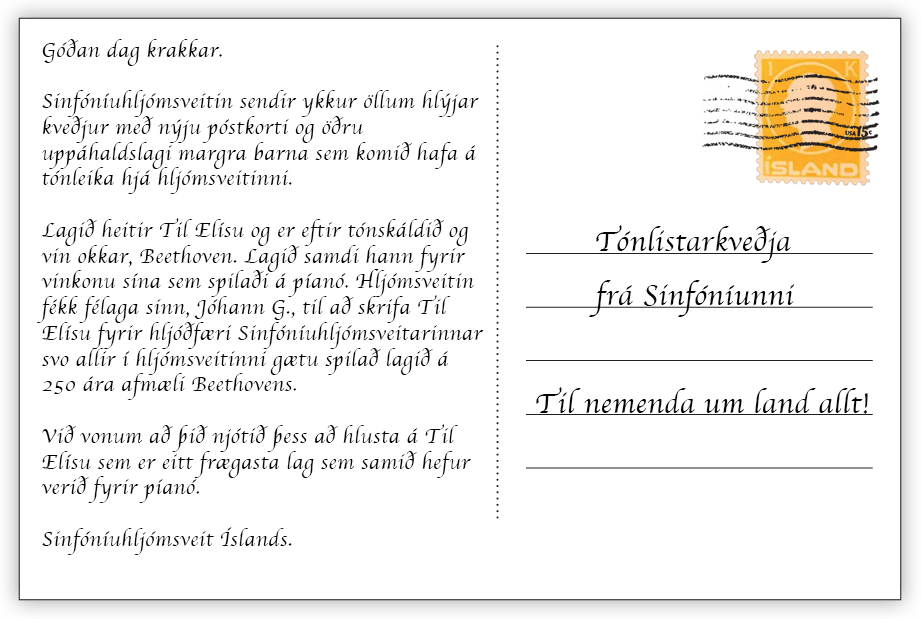 Góðan dag krakkar.
Sinfóníuhljómsveitin sendir ykkur öllum hlýjar
kveðjur með nýju póstkorti og öðru
uppáhaldslagi margra barna sem komið hafa á
tónleika hjá hljómsveitinni.
Lagið heitir Til Elísu og er eftir tónskáldið og
vin okkar, Beethoven. Lagið samdi hann fyrir
vinkonu sína sem spilaði á píanó. Hljómsveitin
fékk félaga sinn, Jóhann G., til að skrifa Til
Elísu fyrir hljóðfæri Sinfóníuhljómsveitarinnar
svo allir í hljómsveitinni gætu spilað lagið á
250 ára afmæli Beethovens.
Við vonum að þið njótið þess að hlusta á Til
Elísu sem er eitt frægasta lag sem samið hefur
verið fyrir píanó.
Sinfóníuhljómsveit Íslands.
I K
USA 15c
ÍSLAND
Tónlistarkveðja
frá Sinfóníunni
Til nemenda um land allt!